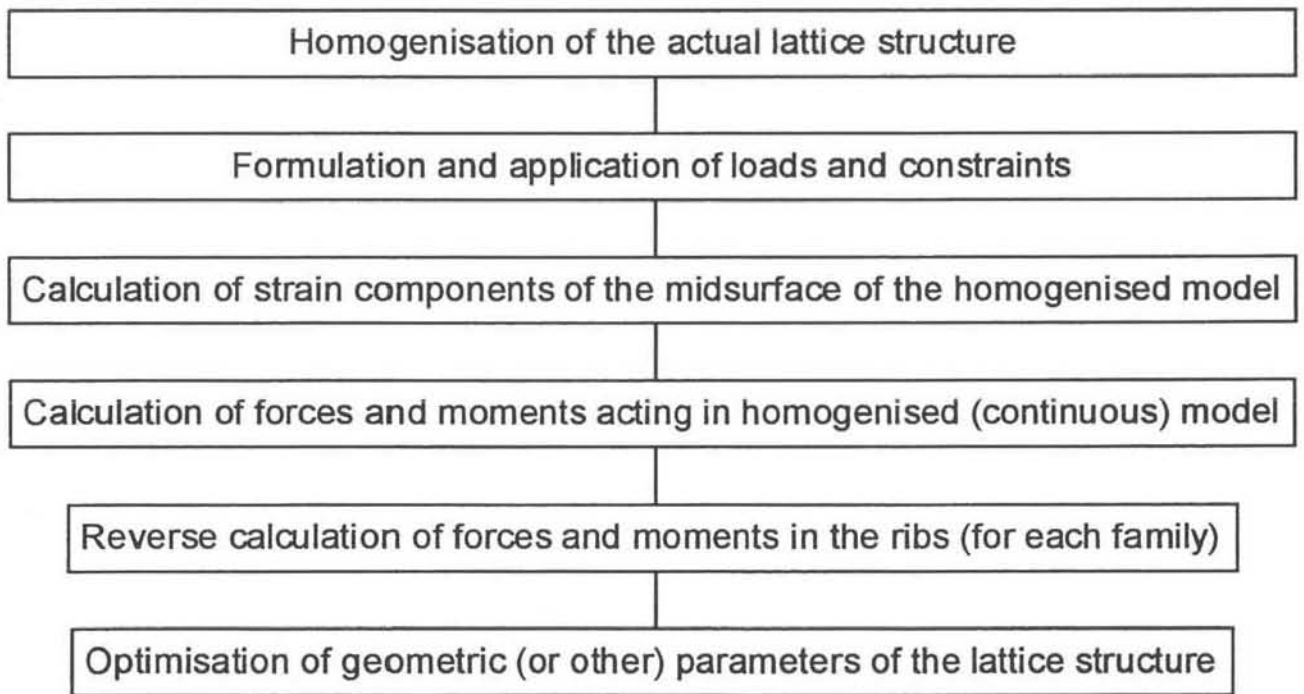 Homogenisation of the actual lattice structure
Formulation and application of loads and constraints
Calculation of strain components of the midsurface of the homogenised model
Calculation of forces and moments acting in homogenised (continuous) model
Reverse calculation of forces and moments in the ribs (for each family)
Optimisation of geometric (or other) parameters of the lattice structure